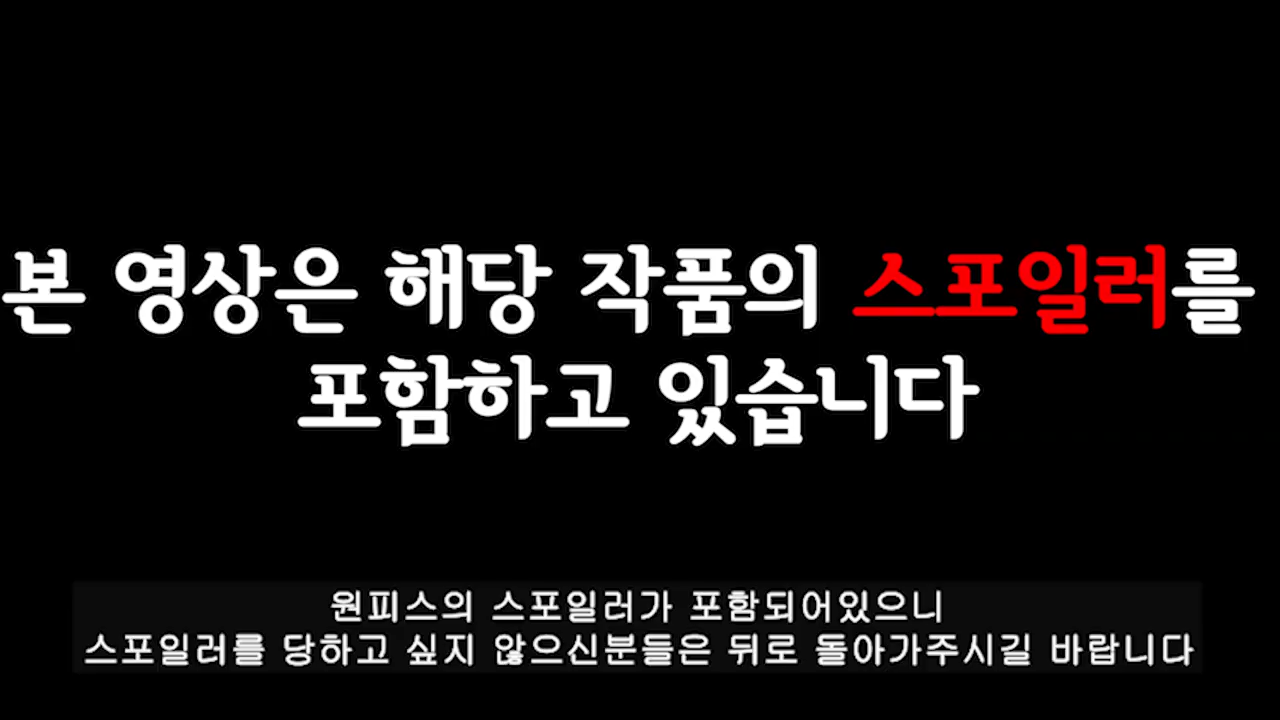 본 영상은 해당 작품의 스포일러를
포함하고 있습니다
원피스의 스포일러가 포함되어있으니
스포일러를 당하고 싶지 않으신분들은 뒤로 돌아가주시길 바랍니다